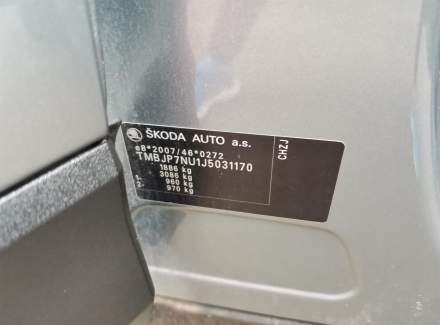 ŠKODA AUTO a.s.
e8*2007/46*0272
TMBJP7NU1J5031170
1886 kg
3086 kg
1- 960 kg
2- 970 kg
CHZJ